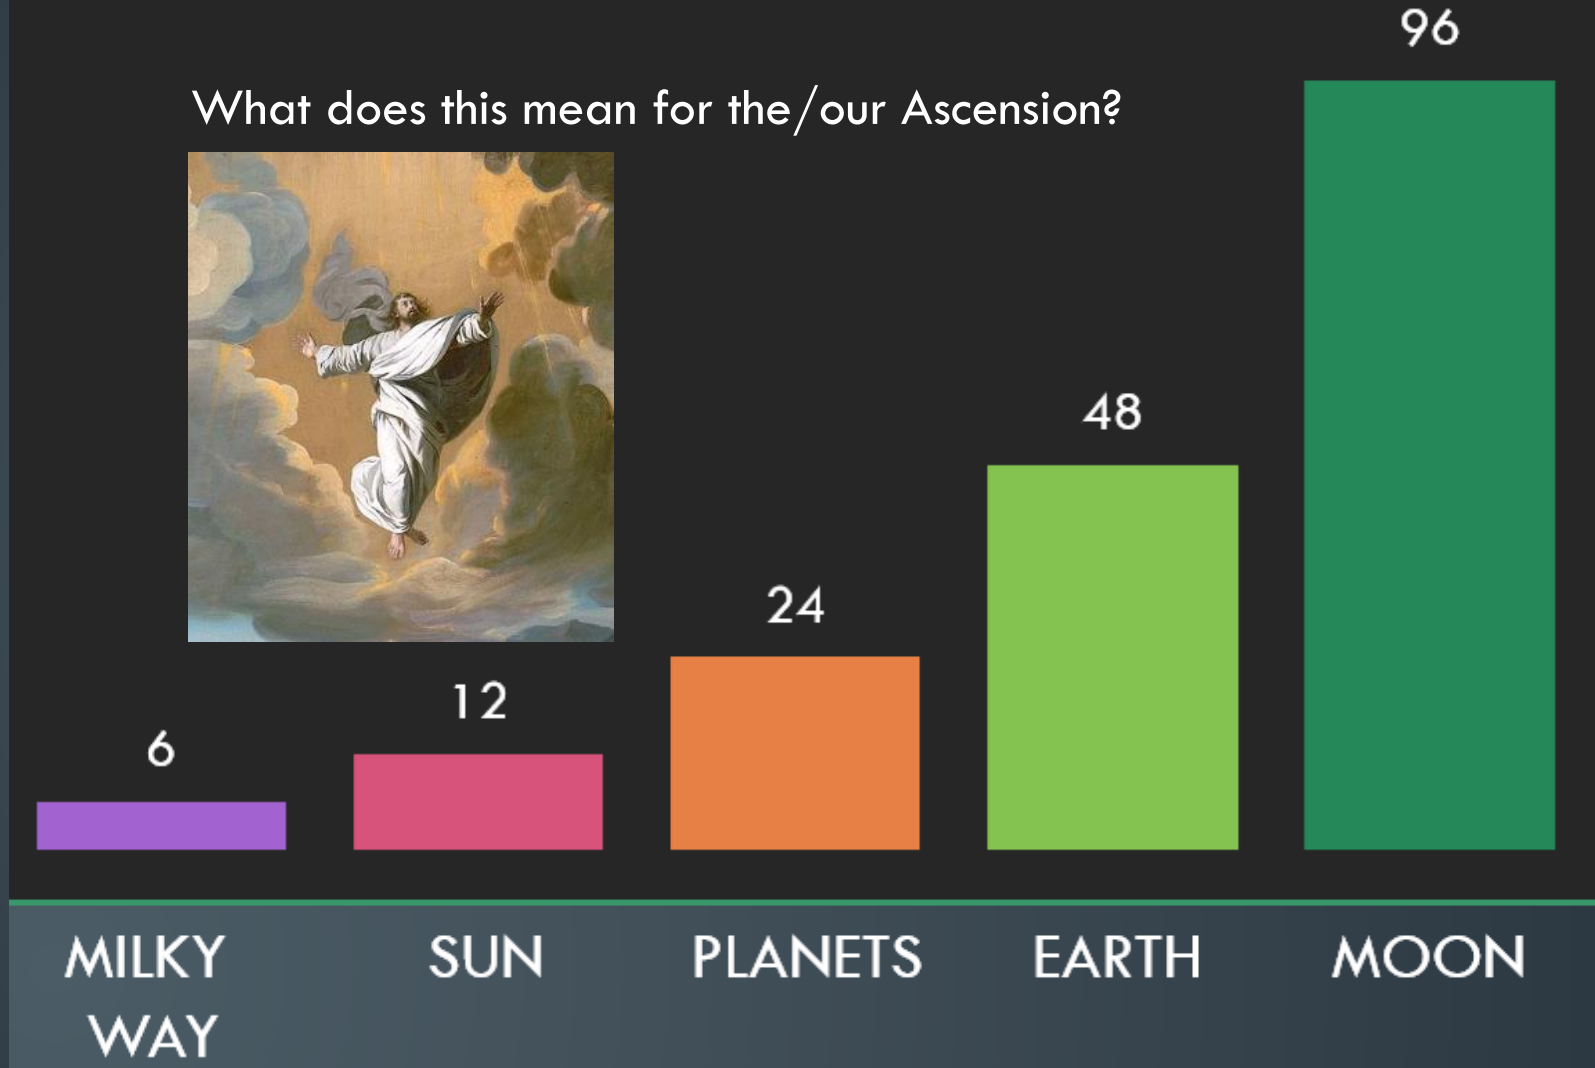 96
What does this mean for the/our Ascension?
48
24
12
6
MILKY
WAY
SUN
PLANETS
EARTH
MOON